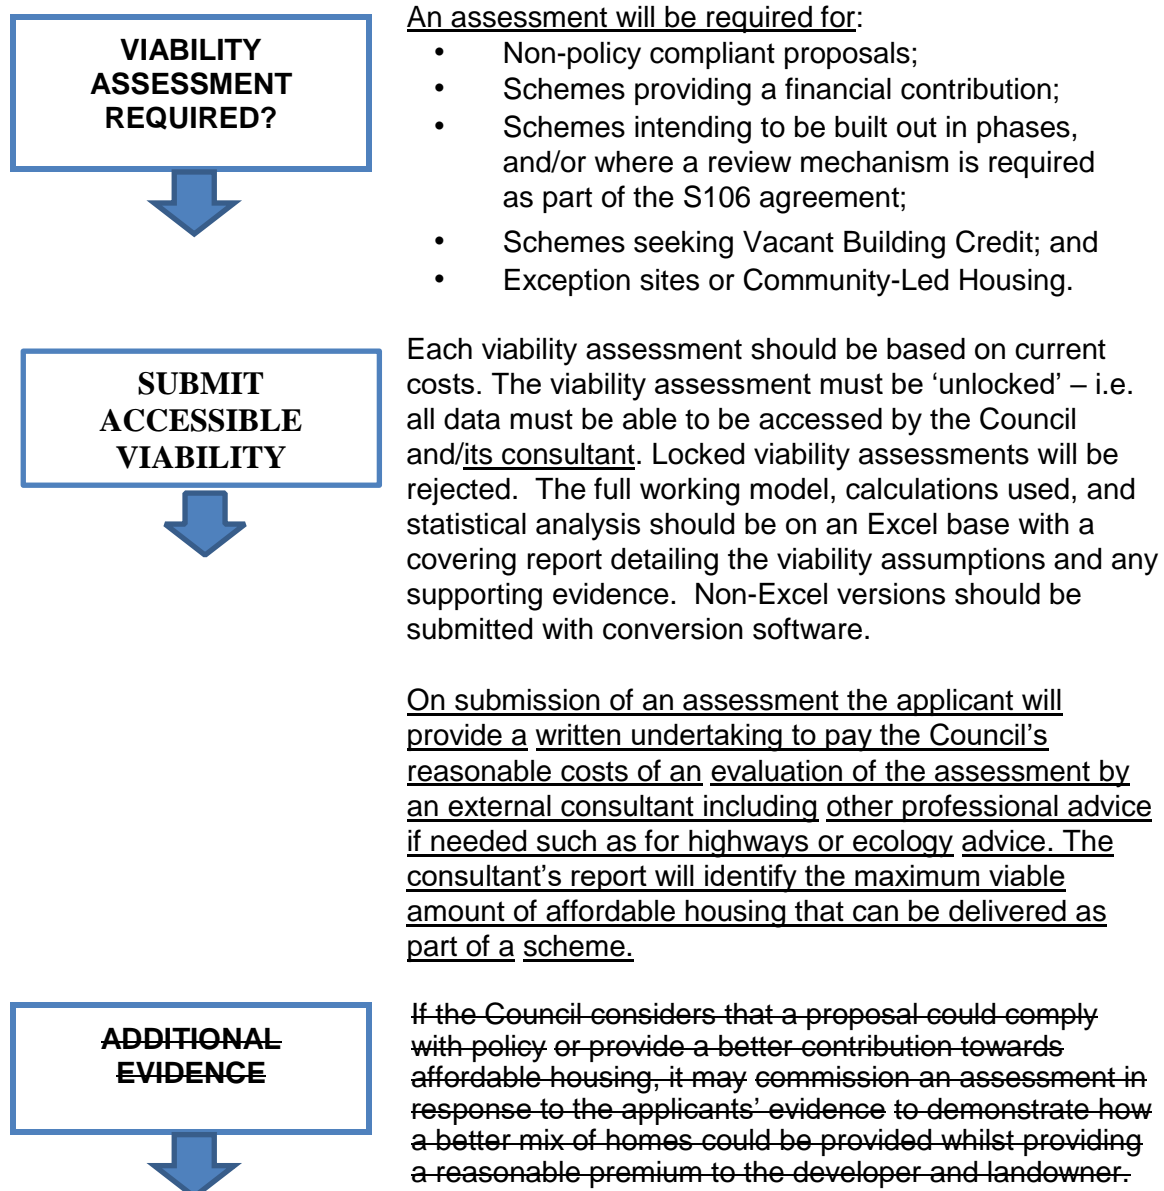 VIABILITY
ASSESSMENT
REQUIRED?
An assessment will be required for:
• Non-policy compliant proposals;
• Schemes providing a financial contribution;
• Schemes intending to be built out in phases,
and/or where a review mechanism is required
as part of the S106 agreement;
• Schemes seeking Vacant Building Credit; and
• Exception sites or Community-Led Housing.
SUBMIT
ACCESSIBLE
VIABILITY
Each viability assessment should be based on current
costs. The viability assessment must be ‘unlocked’ – i.e.
all data must be able to be accessed by the Council
and/its consultant. Locked viability assessments will be
rejected. The full working model, calculations used, and
statistical analysis should be on an Excel base with a
covering report detailing the viability assumptions and any
supporting evidence. Non-Excel versions should be
submitted with conversion software.
On submission of an assessment the applicant will
provide a written undertaking to pay the Council’s
reasonable costs of an evaluation of the assessment by
an external consultant including other professional advice
if needed such as for highways or ecology advice. The
consultant’s report will identify the maximum viable
amount of affordable housing that can be delivered as
part of a scheme.
ADDITIONAL
EVIDENCE
If the Council considers that a proposal could comply
with policy or provide a better contribution towards
affordable housing, it may commission an assessment in
response to the applicants’ evidence to demonstrate how
a better mix of homes could be provided whilst providing
a reasonable premium to the developer and landowner.